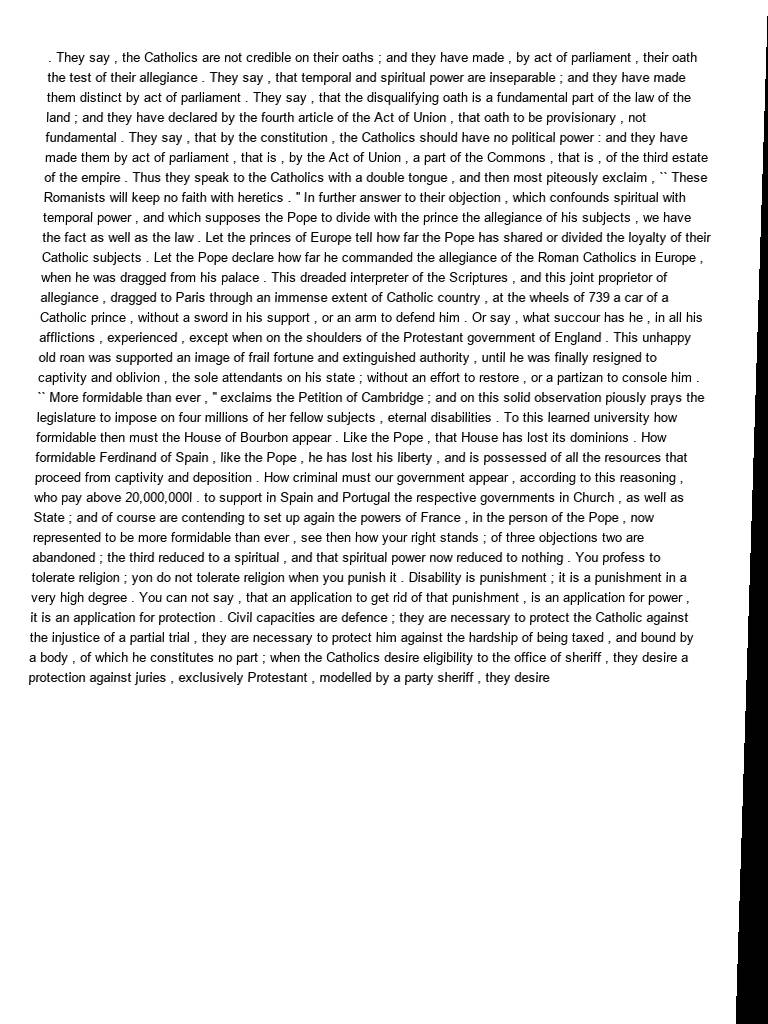 . They say , the Catholics are not credible on their oaths ; and they have made , by act of parliament , their oath
the test of their allegiance . They say , that temporal and spiritual power are inseparable ; and they have made
them distinct by act of parliament . They say , that the disqualifying oath is a fundamental part of the law of the
land ; and they have declared by the fourth article of the Act of Union , that oath to be provisionary , not
fundamental . They say , that by the constitution , the Catholics should have no political power : and they have
made them by act of parliament , that is , by the Act of Union , a part of the Commons , that is , of the third estate
of the empire . Thus they speak to the Catholics with a double tongue , and then most piteously exclaim , `` These
Romanists will keep no faith with heretics . " In further answer to their objection , which confounds spiritual with
temporal power , and which supposes the Pope to divide with the prince the allegiance of his subjects , we have
the fact as well as the law . Let the princes of Europe tell how far the Pope has shared or divided the loyalty of their
Catholic subjects . Let the Pope declare how far he commanded the allegiance of the Roman Catholics in Europe ,
when he was dragged from his palace . This dreaded interpreter of the Scriptures , and this joint proprietor of
allegiance , dragged to Paris through an immense extent of Catholic country , at the wheels of 739 a car of a
Catholic prince , without a sword in his support , or an arm to defend him . Or say , what succour has he , in all his
afflictions , experienced , except when on the shoulders of the Protestant government of England . This unhappy
old roan was supported an image of frail fortune and extinguished authority , until he was finally resigned to
captivity and oblivion , the sole attendants on his state ; without an effort to restore , or a partizan to console him .
`` More formidable than ever , " exclaims the Petition of Cambridge ; and on this solid observation piously prays the
legislature to impose on four millions of her fellow subjects , eternal disabilities . To this learned university how
formidable then must the House of Bourbon appear . Like the Pope , that House has lost its dominions . How
formidable Ferdinand of Spain , like the Pope , he has lost his liberty , and is possessed of all the resources that
proceed from captivity and deposition . How criminal must our government appear , according to this reasoning ,
who pay above 20,000,000l . to support in Spain and Portugal the respective governments in Church , as well as
State ; and of course are contending to set up again the powers of France , in the person of the Pope , now
represented to be more formidable than ever , see then how your right stands ; of three objections two are
abandoned ; the third reduced to a spiritual , and that spiritual power now reduced to nothing . You profess to
tolerate religion ; yon do not tolerate religion when you punish it . Disability is punishment ; it is a punishment in a
very high degree . You can not say , that an application to get rid of that punishment , is an application for power ,
it is an application for protection . Civil capacities are defence ; they are necessary to protect the Catholic against
the injustice of a partial trial , they are necessary to protect him against the hardship of being taxed , and bound by
a body , of which he constitutes no part ; when the Catholics desire eligibility to the office of sheriff , they desire a
protection against juries , exclusively Protestant , modelled by a party sheriff , they desire